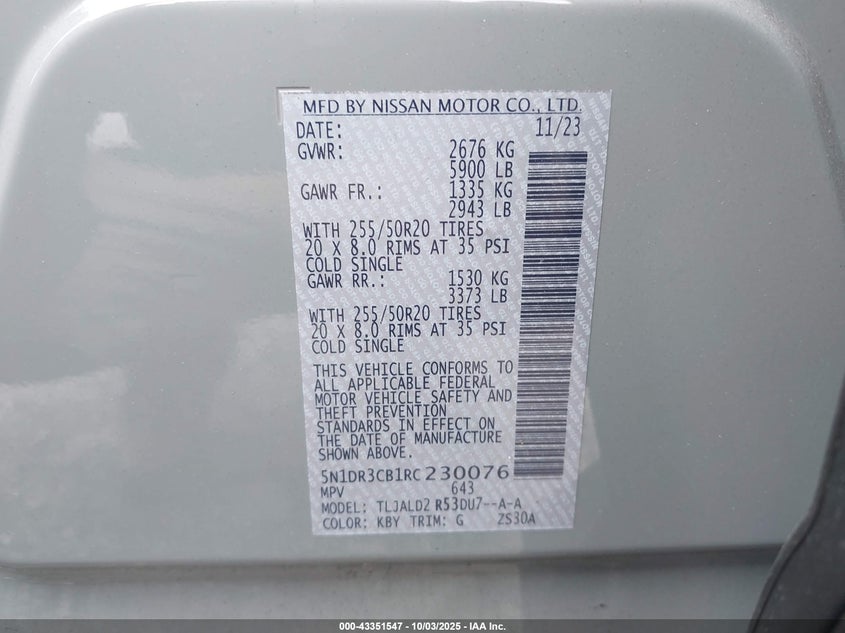 MFD BY NISSAN MOTOR CO., LTD.
DATE: 11/23
GVWR: 2676 KG
5900 LB
GAWR FR.: 1335 KG
2943 LB
WITH 255/50R20 TIRES
20 X 8.0 RIMS AT 35 PSI
COLD SINGLE
GAWR RR.: 1530 KG
3373 LB
WITH 255/50R20 TIRES
20 X 8.0 RIMS AT 35 PSI
COLD SINGLE
THIS VEHICLE CONFORMS TO
ALL APPLICABLE FEDERAL
MOTOR VEHICLE SAFETY AND
THEFT PREVENTION
STANDARDS IN EFFECT ON
THE DATE OF MANUFACTURE
SHOWN ABOVE.
5N1DR3CB1RC230076
MPV 643
MODEL: TLJALD2 R53DU7--A-A
COLOR: KBY TRIM: G ZS30A
000-43351547 - 10/03/2025 - IAA Inc.